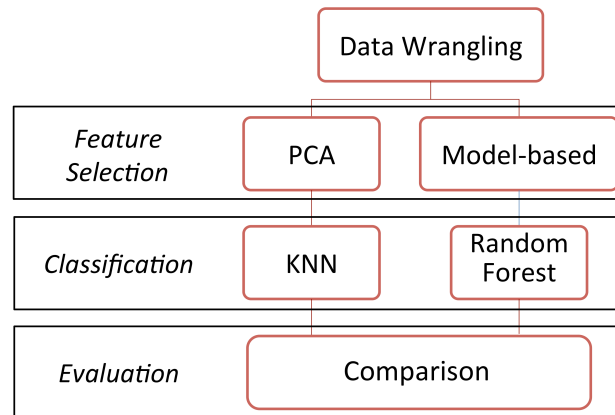 Data Wrangling
Feature
Selection
PCA
Model-based
Classification
KNN
Random
Forest
Evaluation
Comparison